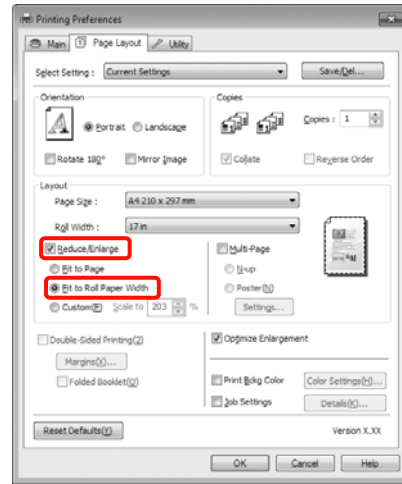 Printing Preferences
Main Page Layout Utility
Select Setting : Current Settings Save/Del...
Orientation
Portrait Landscape
Rotate 180° Mirror Image
Copies
Copies : 1
Collate Reverse Order
Layout
Page Size : A4 210 x 297 mm
Roll Width : 17 in
Reduce/Enlarge
Fit to Page
Fit to Roll Paper Width
Custom(F) Scale to 203 %
Multi-Page
N-up
Poster(N)
Settings...
Double-Sided Printing(2)
Margins(X)...
Folded Booklet(Q)
Optimize Enlargement
Print Bckg Color Color Settings(H)...
Job Settings Details(K)...
Reset Defaults(Y) Version X.XX
OK Cancel Help